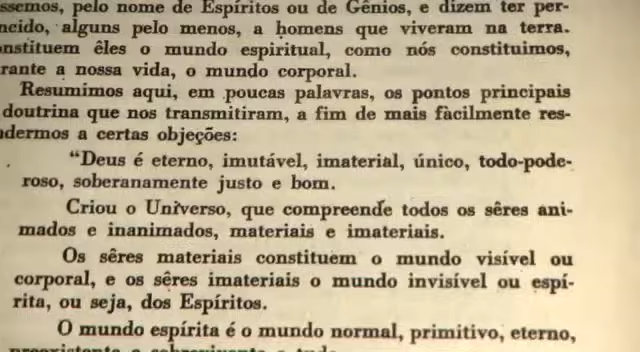 ssemos, pelo nome de Espíritos ou de Gênios, e dizem ter per-
ncido, alguns pelo menos, a homens que viveram na terra.
onstituem êles o mundo espiritual, como nós constituimos,
rante a nossa vida, o mundo corporal.
Resumimos aqui, em poucas palavras, os pontos principais
doutrina que nos transmitiram, a fim de mais fàcilmente res-
ndermos a certas objeções:
"Deus é eterno, imutável, imaterial, único, todo-pode-
roso, soberanamente justo e bom.
Criou o Universo, que compreende todos os sêres ani-
mados e inanimados, materiais e imateriais.
Os sêres materiais constituem o mundo visível ou
corporal, e os sêres imateriais o mundo invisível ou espí-
rita, ou seja, dos Espíritos.
O mundo espírita é o mundo normal, primitivo, eterno,